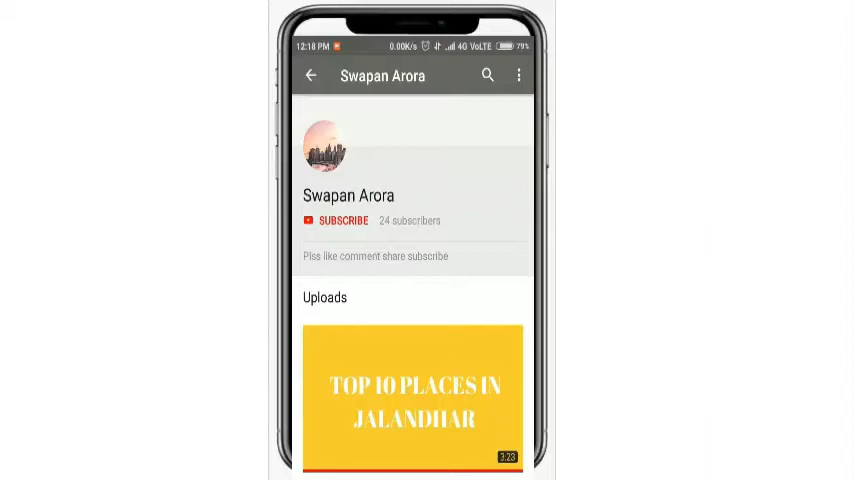 12:18 PM 0.00K/s 4G VoLTE 79%
Swapan Arora
Swapan Arora
SUBSCRIBE 24 subscribers
Plss like comment share subscribe
Uploads
TOP 10 PLACES IN
JALANDHAR
3:23